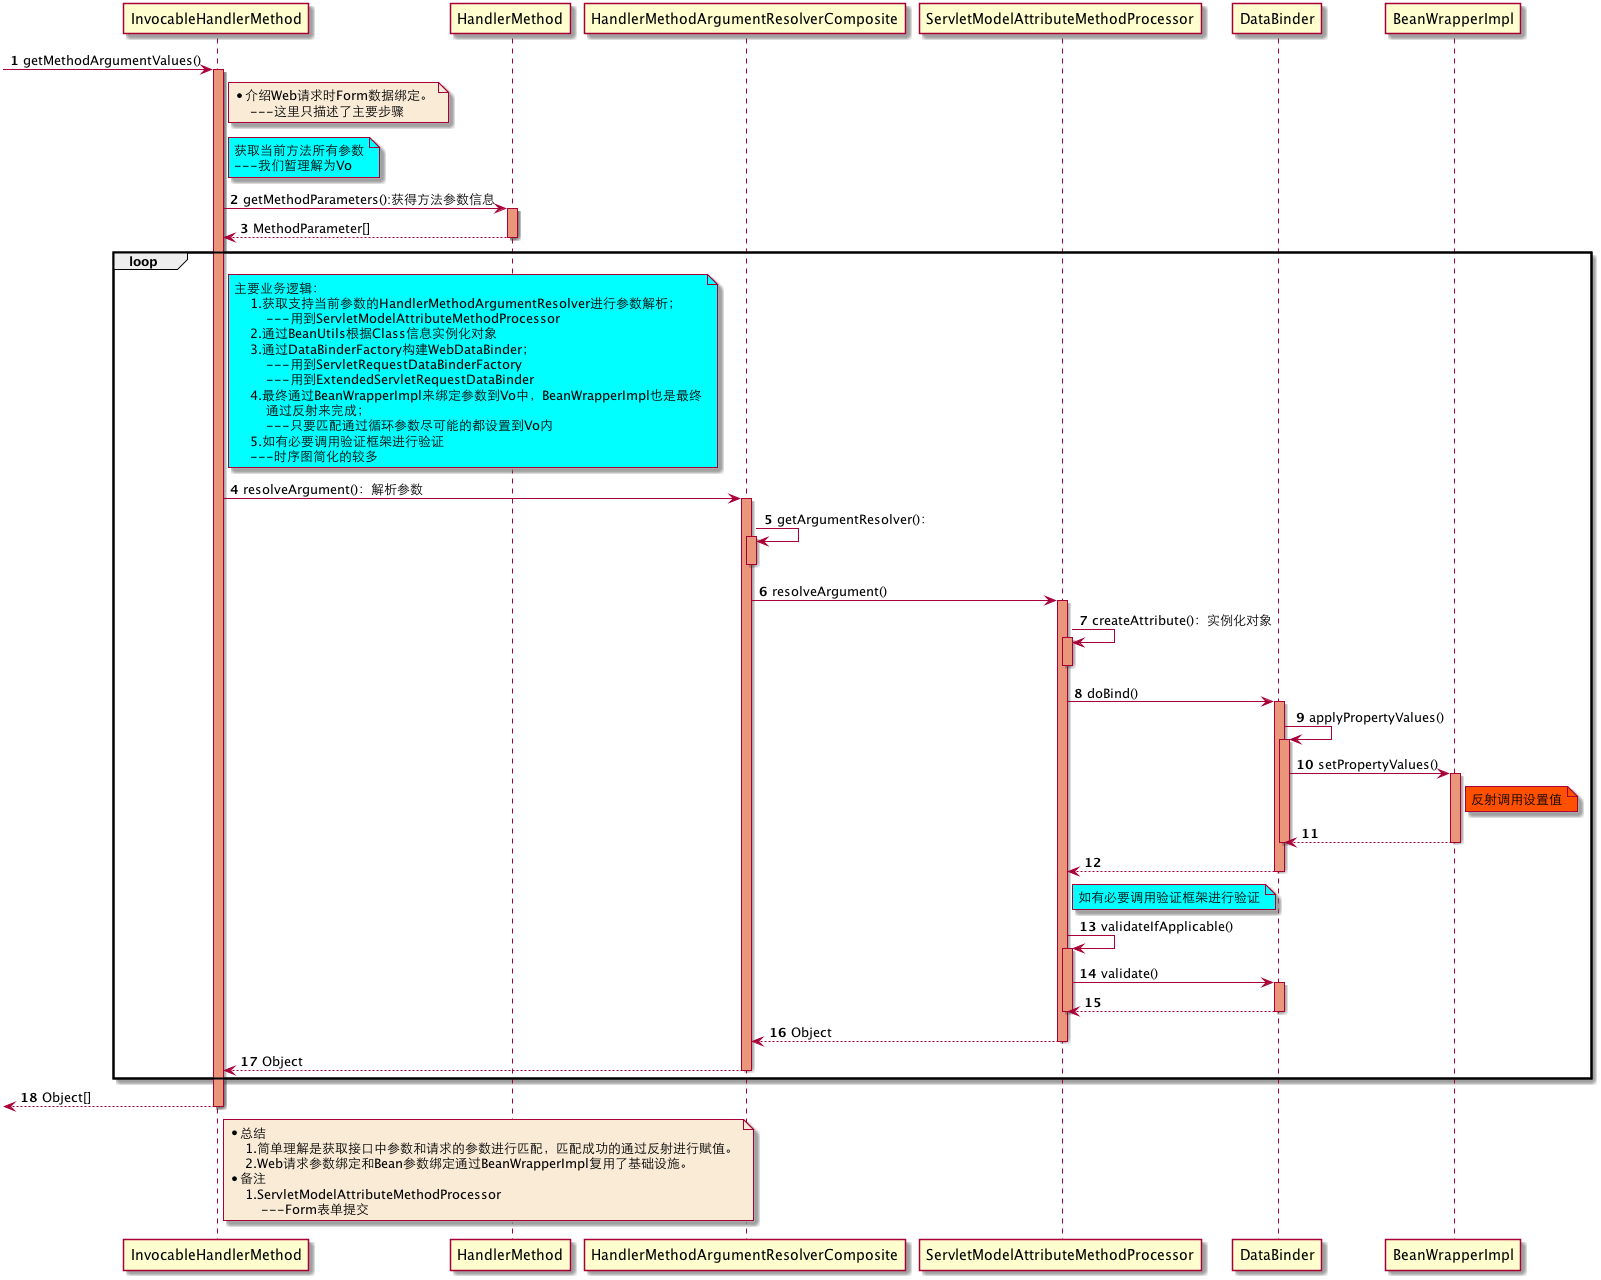 InvocableHandlerMethod
HandlerMethod
HandlerMethodArgumentResolverComposite
ServletModelAttributeMethodProcessor
DataBinder
BeanWrapperImpl
1 getMethodArgumentValues()
•介绍Web请求时Form数据绑定。
---这里只描述了主要步骤
获取当前方法所有参数
---我们暂理解为Vo
2 getMethodParameters():获得方法参数信息
3 MethodParameter[]
loop
主要业务逻辑:
1.获取支持当前参数的HandlerMethodArgumentResolver进行参数解析;
---用到ServletModelAttributeMethodProcessor
2.通过BeanUtils根据Class信息实例化对象
3.通过DataBinderFactory构建WebDataBinder;
---用到ServletRequestDataBinderFactory
---用到ExtendedServletRequestDataBinder
4.最终通过BeanWrapperImpl来绑定参数到Vo中，BeanWrapperImpl也是最终
通过反射来完成;
---只要匹配通过循环参数尽可能的都设置到Vo内
5.如有必要调用验证框架进行验证
---时序图简化的较多
4 resolveArgument()：解析参数
5 getArgumentResolver()：
6 resolveArgument()
7 createAttribute()：实例化对象
8 doBind()
9 applyPropertyValues()
10 setPropertyValues()
反射调用设置值
11
12
如有必要调用验证框架进行验证
13 validateIfApplicable()
14 validate()
15
16 Object
17 Object
18 Object[]
•总结
1.简单理解是获取接口中参数和请求的参数进行匹配，匹配成功的通过反射进行赋值。
2.Web请求参数绑定和Bean参数绑定通过BeanWrapperImpl复用了基础设施。
•备注
1.ServletModelAttributeMethodProcessor
---Form表单提交
InvocableHandlerMethod
HandlerMethod
HandlerMethodArgumentResolverComposite
ServletModelAttributeMethodProcessor
DataBinder
BeanWrapperImpl